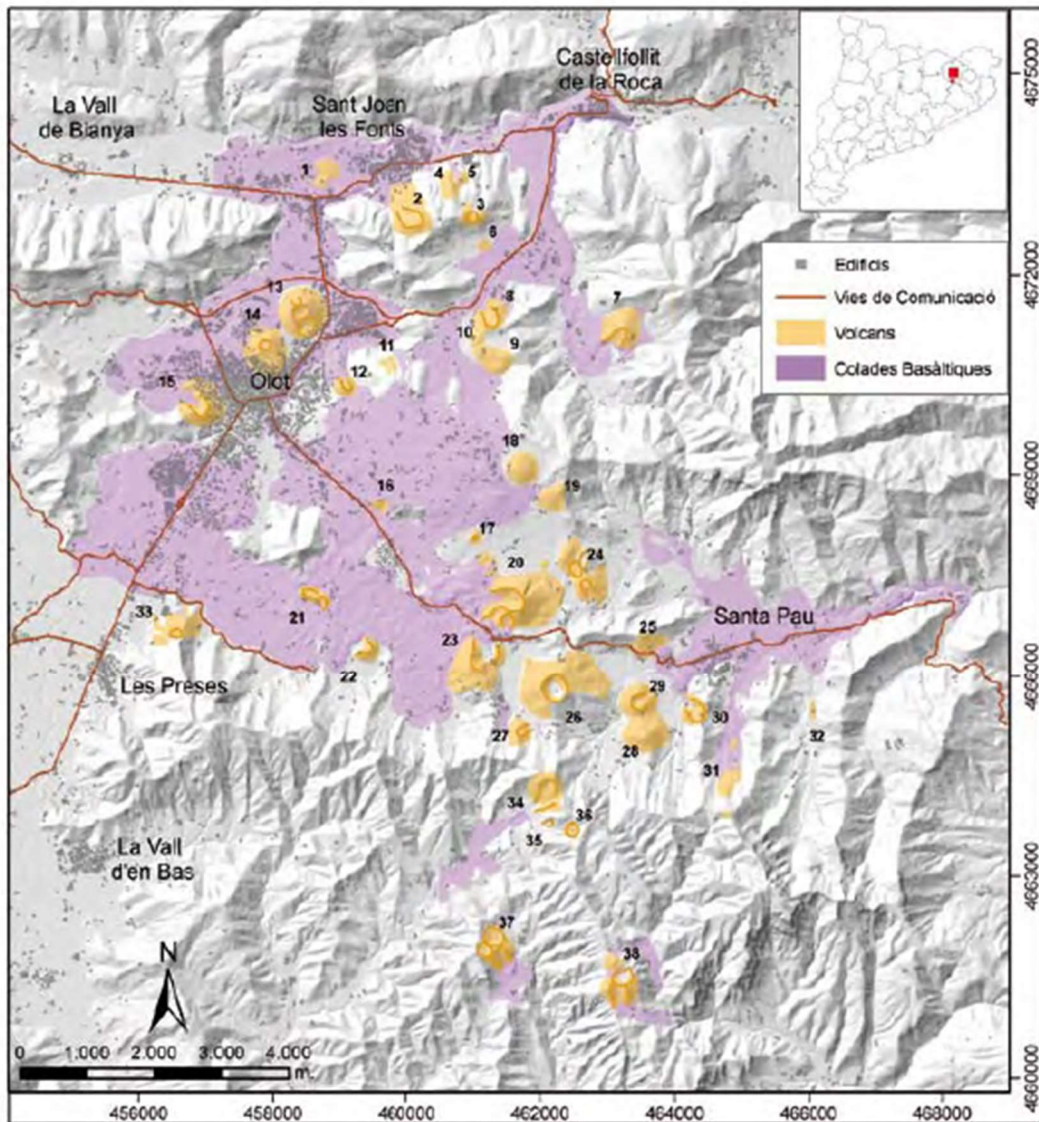 La Vall
de Bianya
Sant Joan
les Fonts
Castellfollit
de la Roca
Edificis
Vies de Comunicació
Volcans
Colades Basàltiques
1
2
3
4
5
6
7
8
9
10
11
12
13
14
Olot
15
16
17
18
19
20
21
22
23
24
25
Santa Pau
26
27
28
29
30
31
32
33
Les Preses
34
35
36
La Vall
d'en Bas
37
38
N
0 1.000 2.000 3.000 4.000
m.
456000 458000 460000 462000 464000 466000 468000
4675000
4672000
4669000
4666000
4663000
4660000